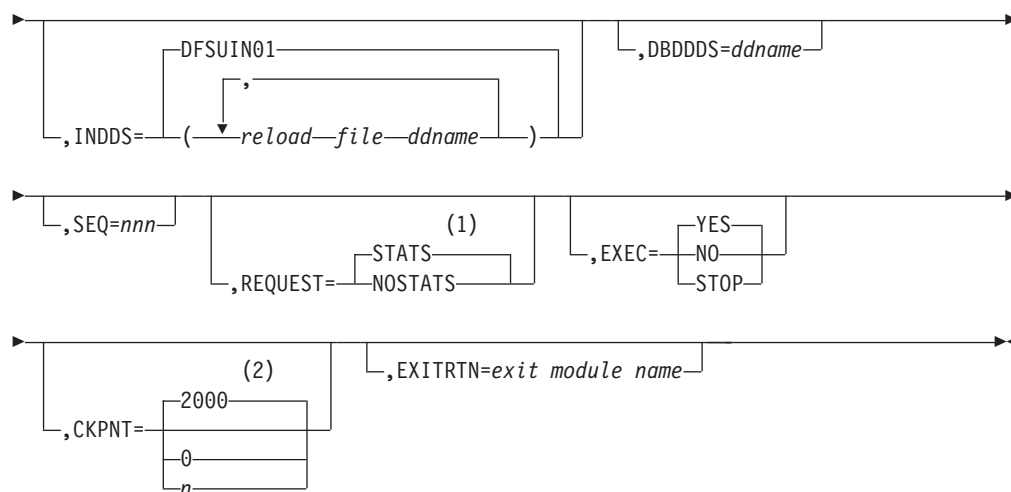 DFSUIN01
,DBDDDS=ddname
,
,INDDS=
( reload file ddname )
,SEQ=nnn
(1)
STATS
,REQUEST=
NOSTATS
YES
,EXEC=
NO
STOP
(2)
2000
,CKPNT=
0
n
,EXITRTN=exit module name